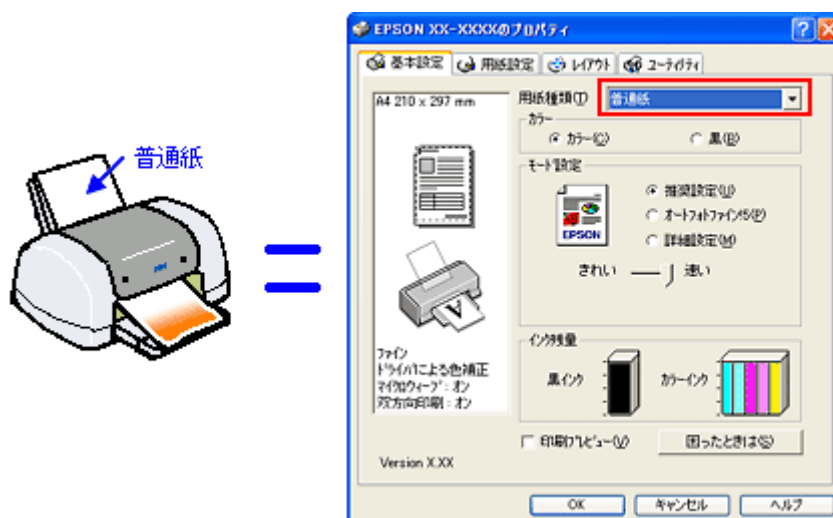 普通紙
EPSON XX-XXXXのプロパティ
基本設定
用紙設定
レイアウト
ユーティリティ
A4 210 x 297 mm
用紙種類(T)
普通紙
カラー
カラー(C)
黒(B)
モード設定
EPSON
推奨設定(U)
オートフォトファイン!5(P)
詳細設定(M)
きれい
速い
ファイン
ドライバによる色補正
マイクロウィーブ：オン
双方向印刷：オン
インク残量
黒インク
カラーインク
印刷プレビュー(V)
困ったときは(S)
Version X.XX
OK
キャンセル
ヘルプ